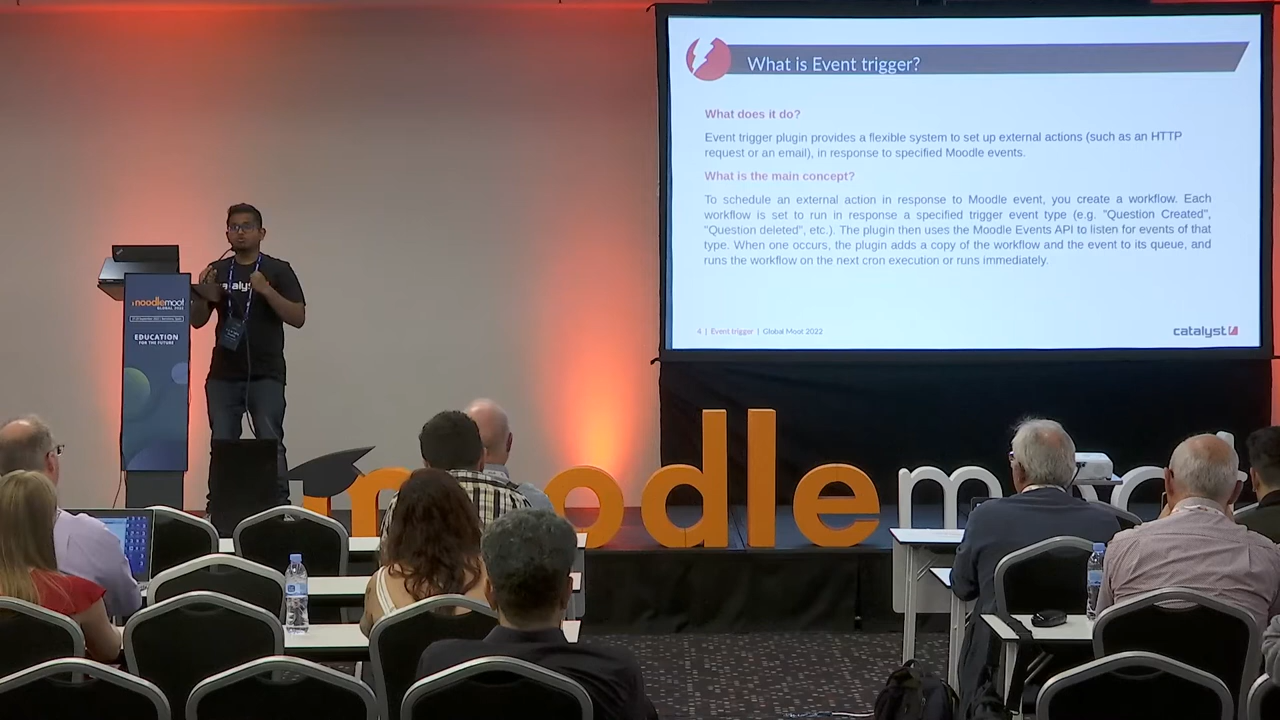 What is Event trigger?
What does it do?
Event trigger plugin provides a flexible system to set up external actions (such as an HTTP
request or an email), in response to specified Moodle events.
What is the main concept?
To schedule an external action in response to Moodle event, you create a workflow. Each
workflow is set to run in response a specified trigger event type (e.g. "Question Created",
"Question deleted", etc.). The plugin then uses the Moodle Events API to listen for events of that
type. When one occurs, the plugin adds a copy of the workflow and the event to its queue, and
runs the workflow on the next cron execution or runs immediately.
4 | Event trigger | Global Moot 2022
catalyst
moodlemoot
EDUCATION
FOR THE FUTURE
moodle